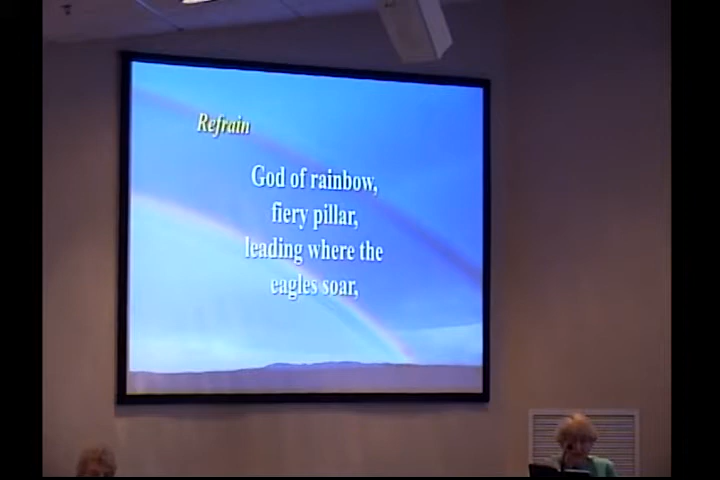 Refrain
God of rainbow,
fiery pillar,
leading where the
eagles soar,